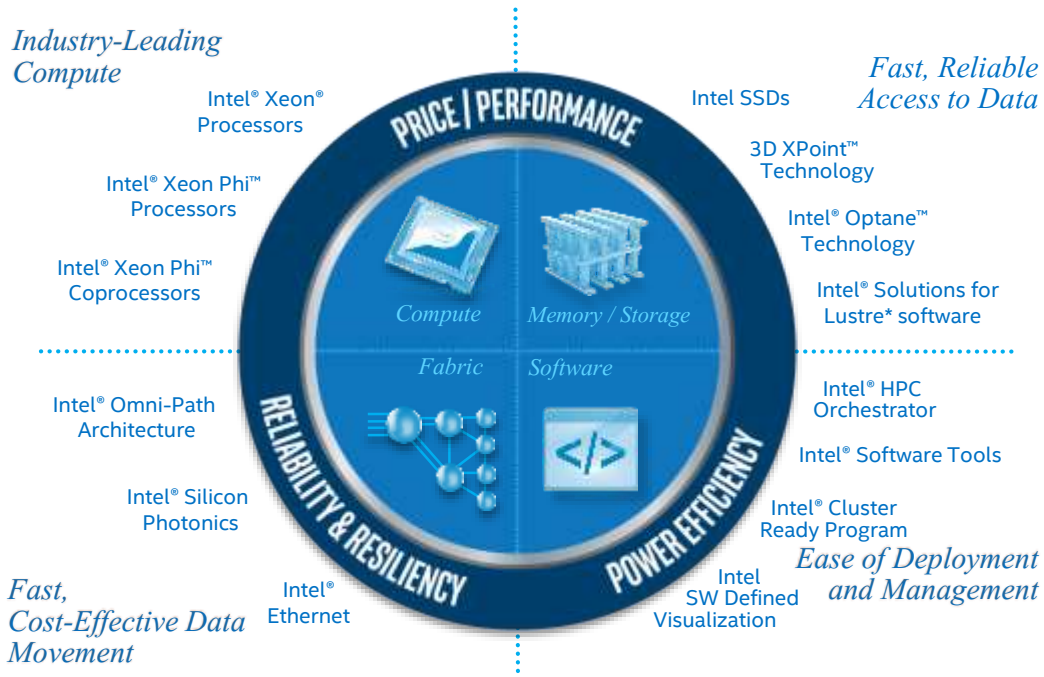 Industry-Leading
Compute
Intel® Xeon®
Processors
Intel® Xeon Phi™
Processors
Intel® Xeon Phi™
Coprocessors
Fast, Reliable
Access to Data
Intel SSDs
3D XPoint™
Technology
Intel® Optane™
Technology
Intel® Solutions for
Lustre* software
PRICE | PERFORMANCE
Compute
Memory / Storage
Fabric
Software
RELIABILITY & RESILIENCY
POWER EFFICIENCY
Intel® Omni-Path
Architecture
Intel® Silicon
Photonics
Intel®
Ethernet
Fast,
Cost-Effective Data
Movement
Intel® HPC
Orchestrator
Intel® Software Tools
Intel® Cluster
Ready Program
Intel
SW Defined
Visualization
Ease of Deployment
and Management